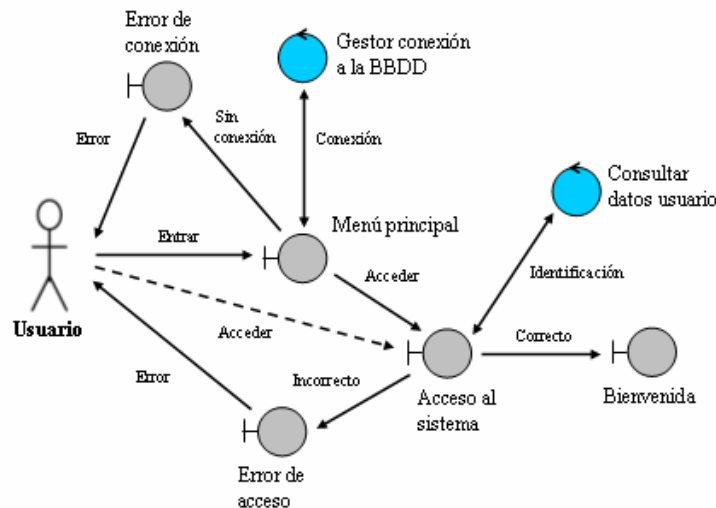 Error de
conexión
Gestor conexión
a la BBDD
Sin
conexión
Error
Conexión
Consultar
datos usuario
Menú principal
Entrar
Acceder
Identificación
Usuario
Acceder
Correcto
Error
Incorrecto
Acceso al
sistema
Bienvenida
Error de
acceso